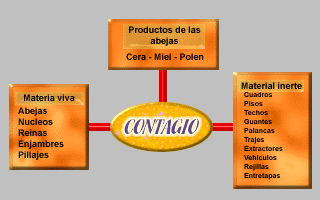 Productos de las
abejas
Cera - Miel - Polen
Materia viva
Abejas
Nucleos
Reinas
Enjambres
Pillajes
CONTAGIO
Material inerte
Cuadros
Pisos
Techos
Guantes
Palancas
Trajes
Extractores
Vehículos
Rejillas
Entretapas